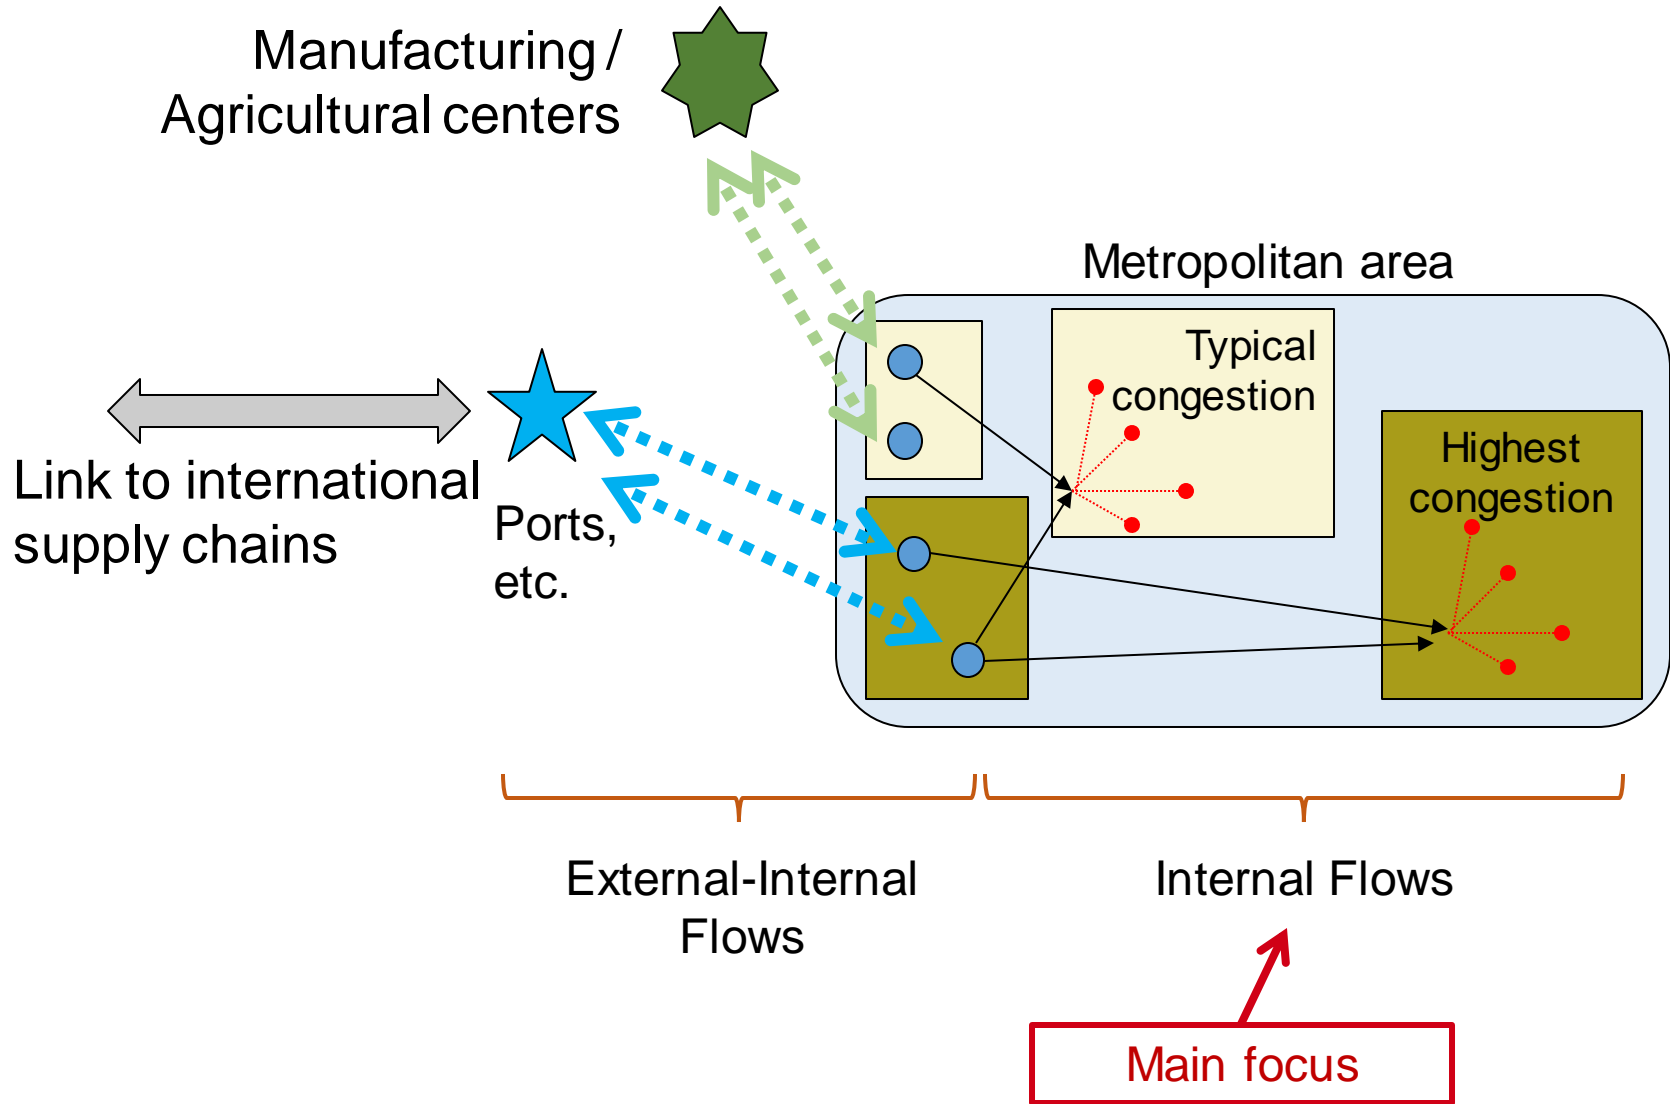 Manufacturing /
Agricultural centers
Metropolitan area
Typical
congestion
Highest
congestion
Link to international
supply chains
Ports,
etc.
External-Internal
Flows
Internal Flows
Main focus